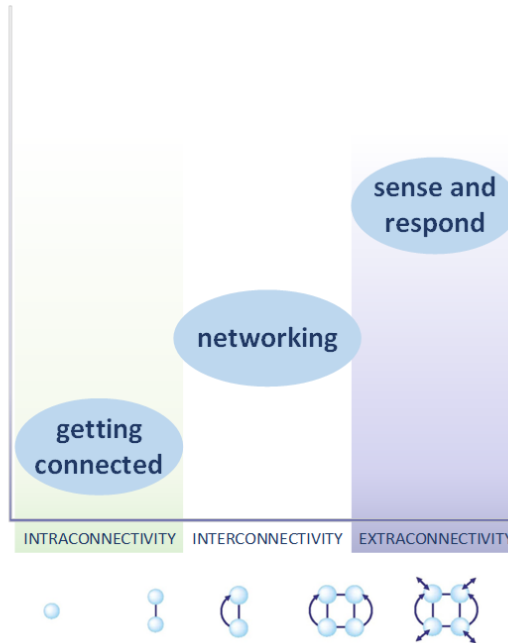 sense and
respond
networking
getting
connected
INTRACONNECTIVITY
INTERCONNECTIVITY
EXTRACONNECTIVITY